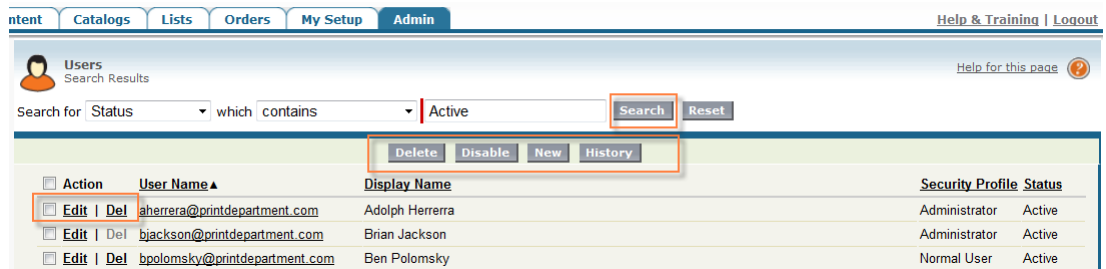 ntent Catalogs Lists Orders My Setup Admin Help & Training | Logout
Users
Search Results
Help for this page ?
Search for Status which contains Active Search Reset
Delete Disable New History
Action User Name▲ Display Name Security Profile Status
Edit | Del aherrera@printdepartment.com Adolph Herrerra Administrator Active
Edit | Del bjackson@printdepartment.com Brian Jackson Administrator Active
Edit | Del bpolomsky@printdepartment.com Ben Polomsky Normal User Active